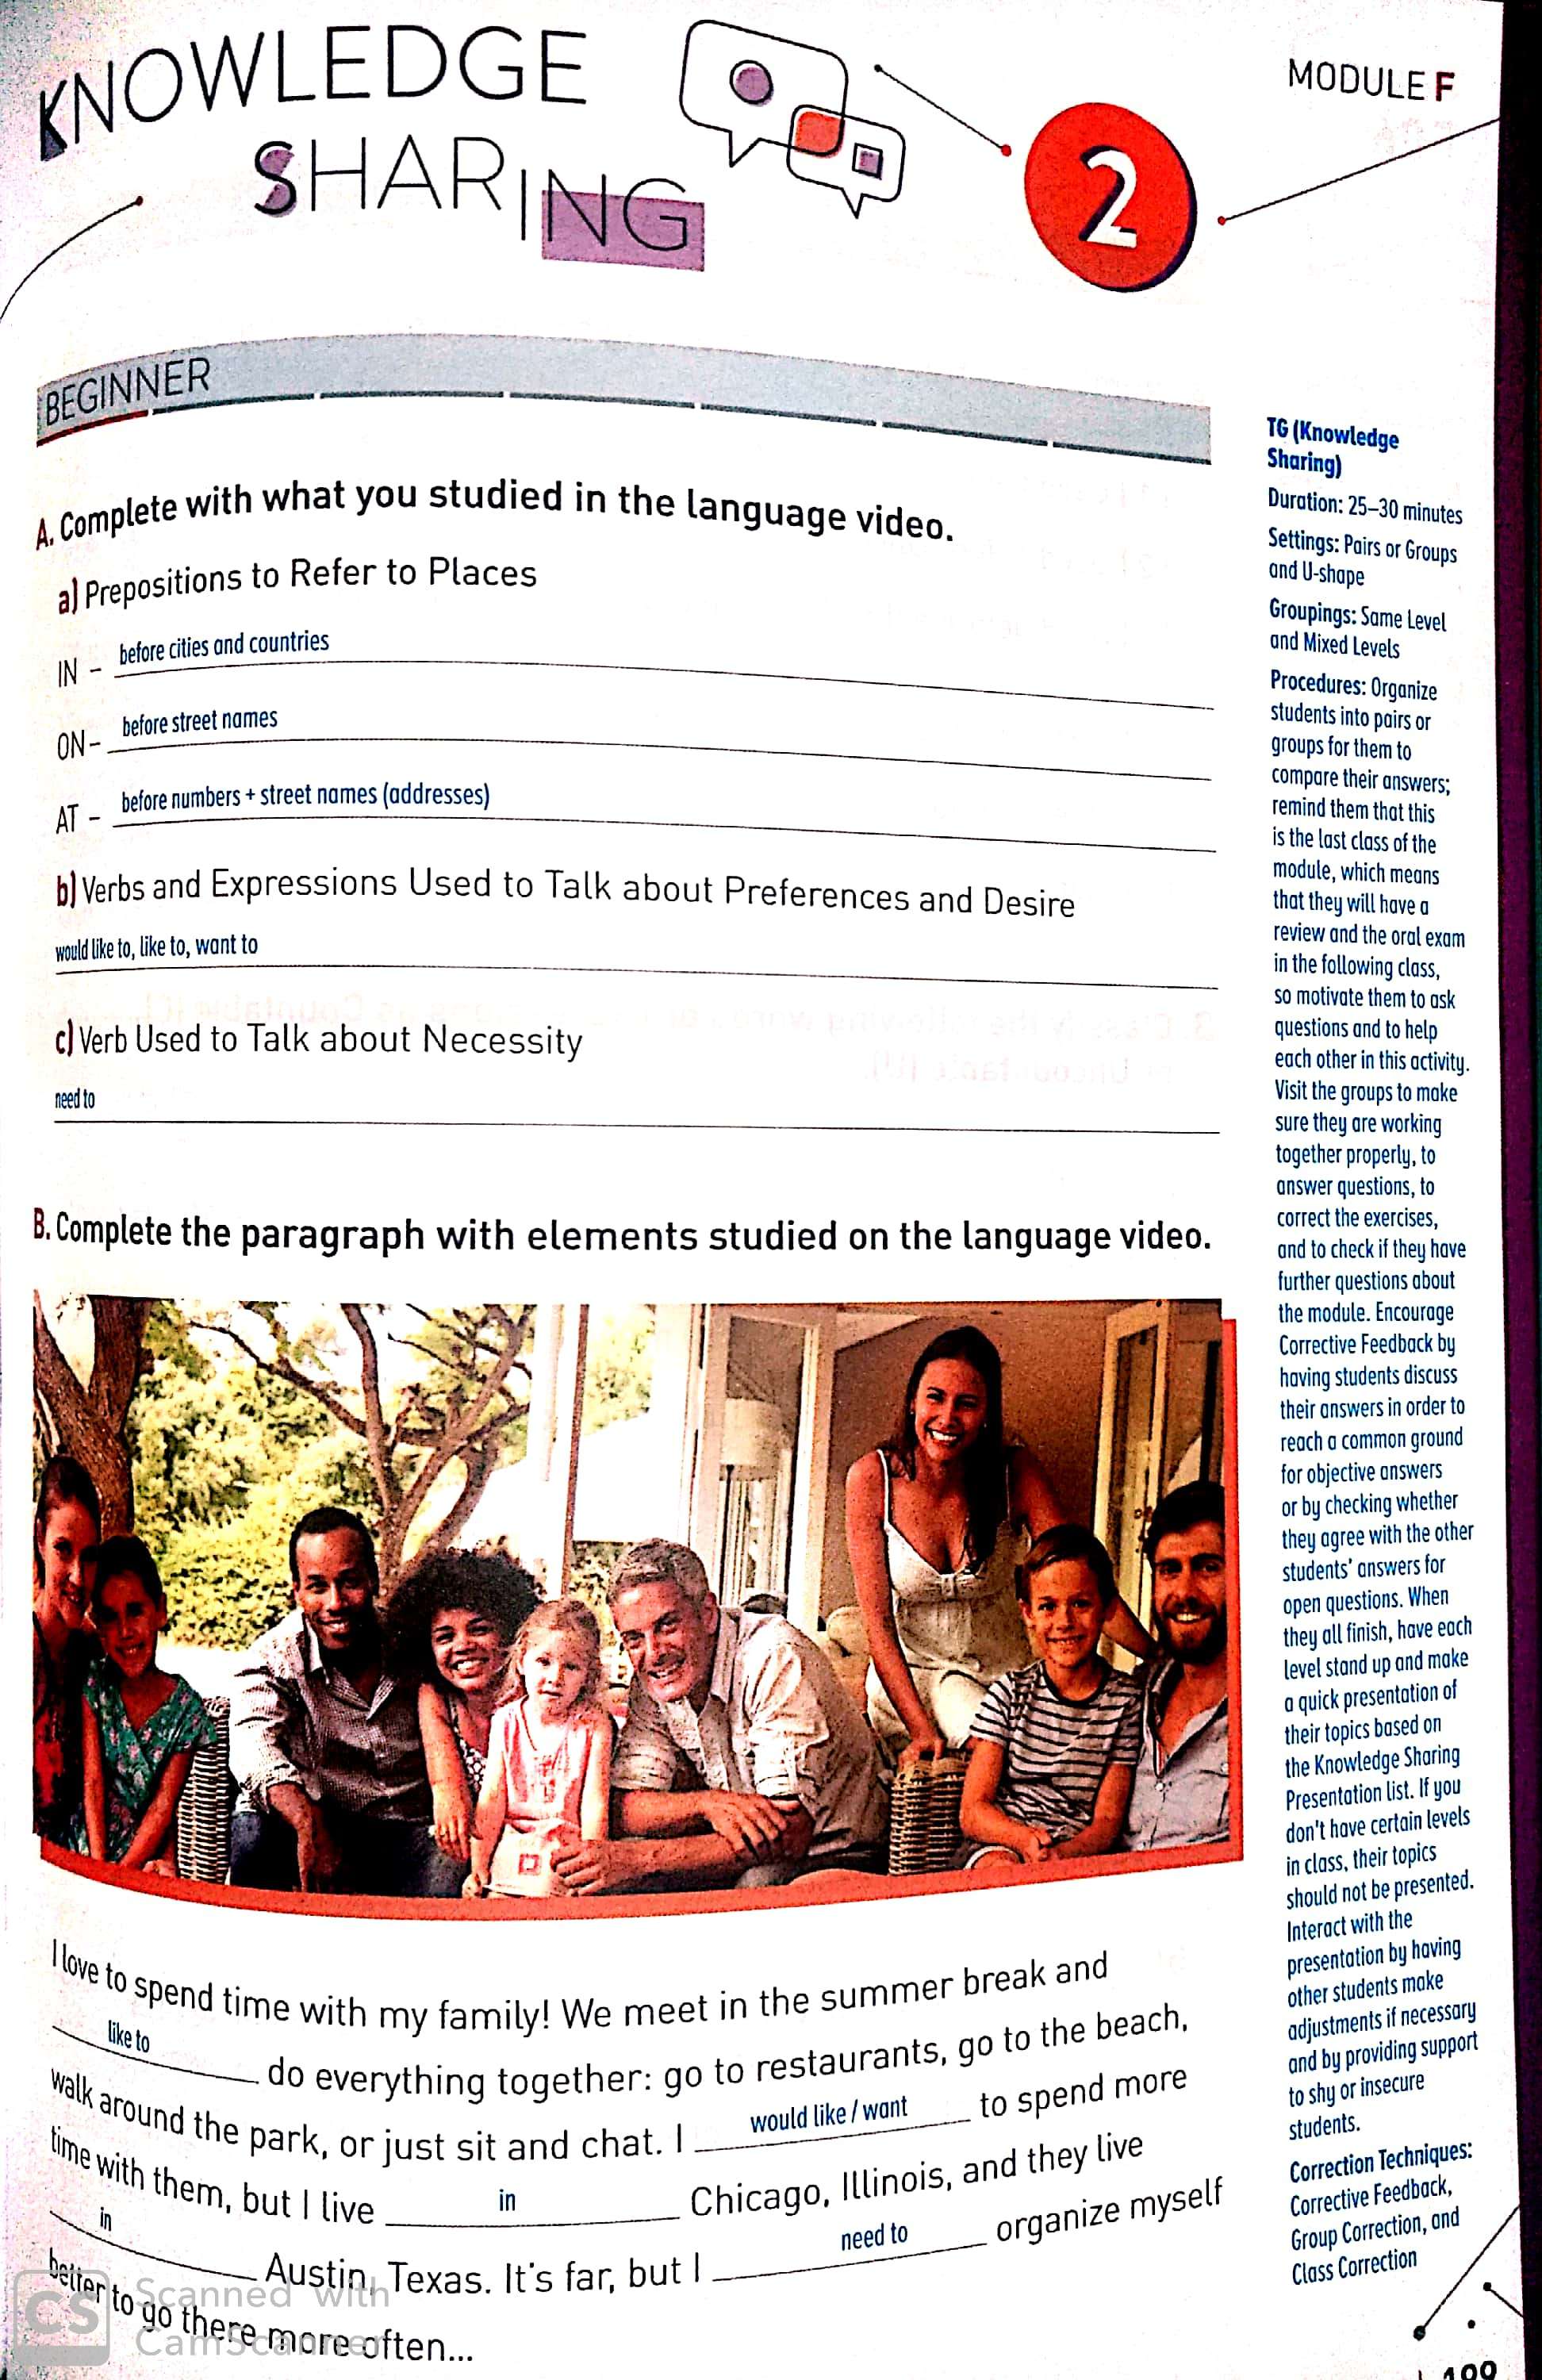 KNOWLEDGE
SHARING
2
MODULE F
BEGINNER
A. Complete with what you studied in the language video.
a) Prepositions to Refer to Places
IN - before cities and countries
ON - before street names
AT - before numbers + street names (addresses)
b) Verbs and Expressions Used to Talk about Preferences and Desire
would like to, like to, want to
c) Verb Used to Talk about Necessity
need to
B. Complete the paragraph with elements studied on the language video.
I love to spend time with my family! We meet in the summer break and
like to do everything together: go to restaurants, go to the beach,
walk around the park, or just sit and chat. I would like / want to spend more
time with them, but I live in Chicago, Illinois, and they live
in Austin, Texas. It's far, but I need to organize myself
better to go there more often...
TG (Knowledge
Sharing)
Duration: 25–30 minutes
Settings: Pairs or Groups
and U-shape
Groupings: Same Level
and Mixed Levels
Procedures: Organize
students into pairs or
groups for them to
compare their answers;
remind them that this
is the last class of the
module, which means
that they will have a
review and the oral exam
in the following class,
so motivate them to ask
questions and to help
each other in this activity.
Visit the groups to make
sure they are working
together properly, to
answer questions, to
correct the exercises,
and to check if they have
further questions about
the module. Encourage
Corrective Feedback by
having students discuss
their answers in order to
reach a common ground
for objective answers
or by checking whether
they agree with the other
students' answers for
open questions. When
they all finish, have each
level stand up and make
a quick presentation of
their topics based on
the Knowledge Sharing
Presentation list. If you
don't have certain levels
in class, their topics
should not be presented.
Interact with the
presentation by having
other students make
adjustments if necessary
and by providing support
to shy or insecure
students.
Correction Techniques:
Corrective Feedback,
Group Correction, and
Class Correction
CS Scanned with
CamScanner